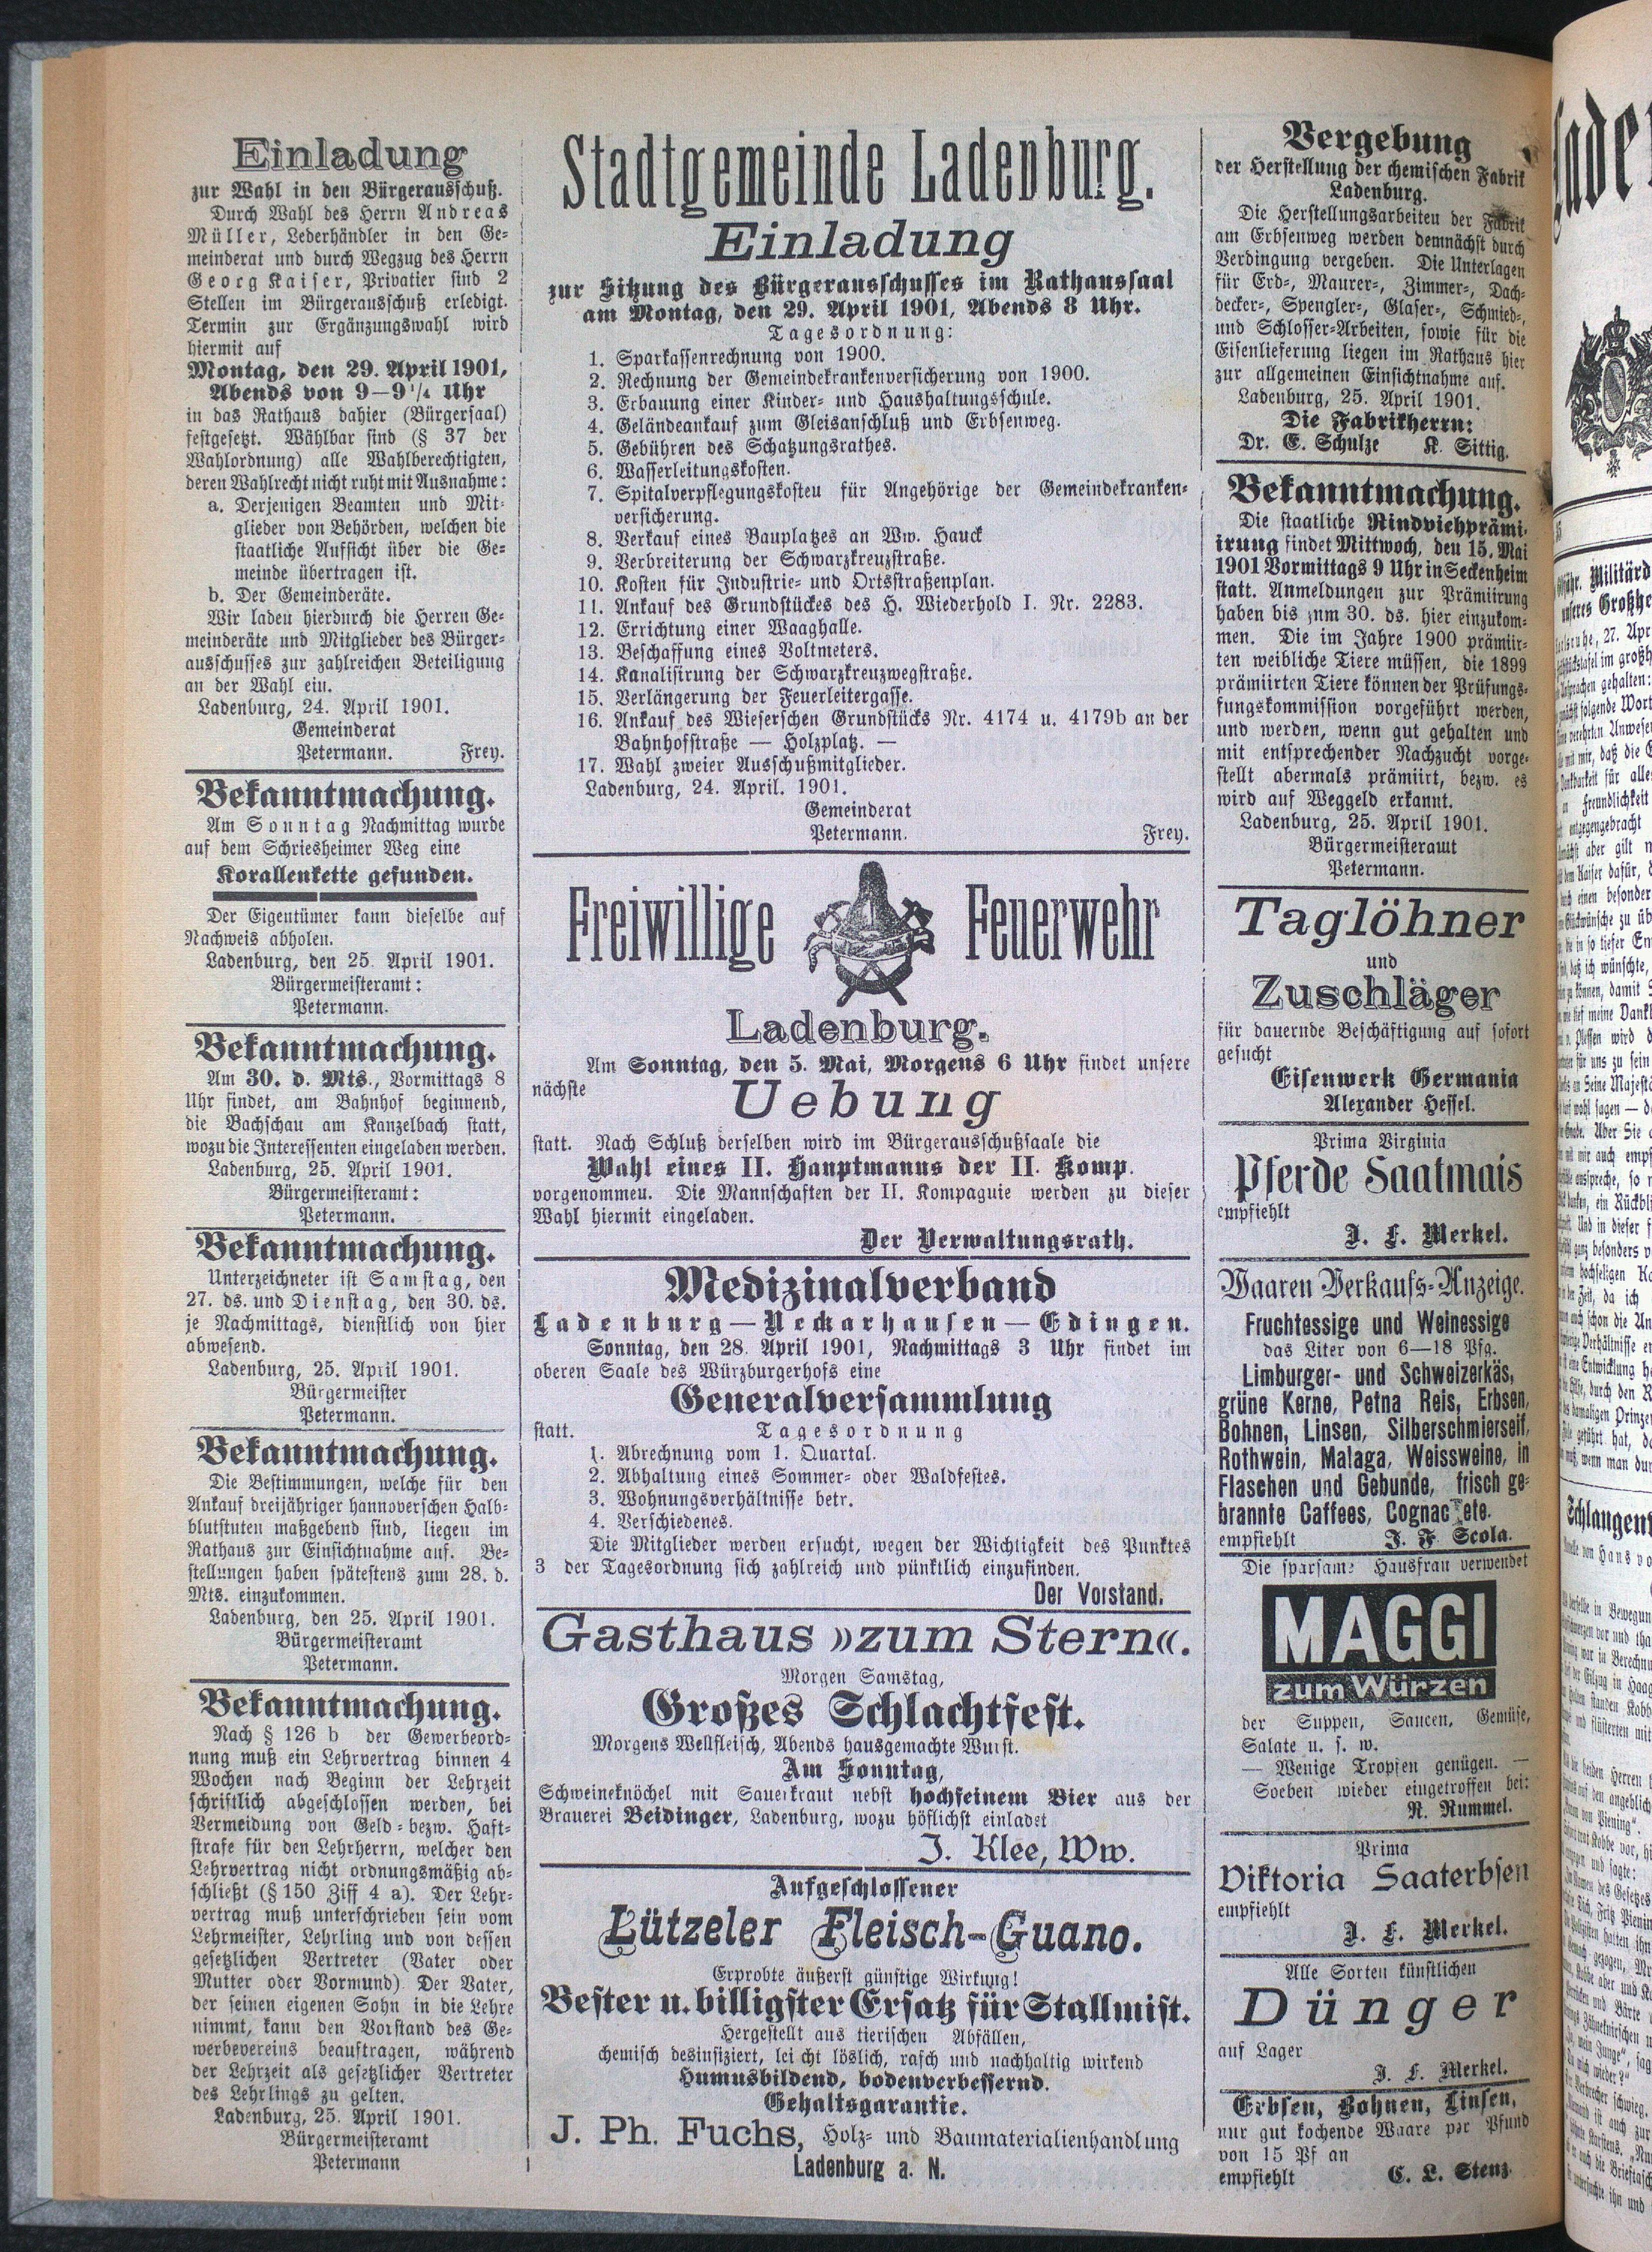 Einladung
zur Wahl in den Bürgerausschuß.
Durch Wahl des Herrn Andreas
Müller, Lederhändler in den Ge-
meinderat und durch Wegzug des Herrn
Georg Kaiser, Privatier sind 2
Stellen im Bürgerausschuß erledigt.
Termin zur Ergänzungswahl wird
hiermit auf
Montag, den 29. April 1901,
Abends von 9—9¼ Uhr
in das Rathaus dahier (Bürgersaal)
festgesetzt. Wählbar sind (§ 37 der
Wahlordnung) alle Wahlberechtigten,
deren Wahlrecht nicht ruht mit Ausnahme:
a. Derjenigen Beamten und Mit-
glieder von Behörden, welchen die
staatliche Aufsicht über die Ge-
meinde übertragen ist.
b. Der Gemeinderäte.
Wir laden hierdurch die Herren Ge-
meinderäte und Mitglieder des Bürger-
ausschusses zur zahlreichen Beteiligung
an der Wahl ein.
Ladenburg, 24. April 1901.
Gemeinderat
Petermann. Frey.
Bekanntmachung.
Am Sonntag Nachmittag wurde
auf dem Schriesheimer Weg eine
Korallenkette gefunden.
Der Eigentümer kann dieselbe auf
Nachweis abholen.
Ladenburg, den 25. April 1901.
Bürgermeisteramt:
Petermann.
Bekanntmachung.
Am 30. d. Mts., Vormittags 8
Uhr findet, am Bahnhof beginnend,
die Bachschau am Kanzelbach statt,
wozu die Interessenten eingeladen werden.
Ladenburg, 25. April 1901.
Bürgermeisteramt:
Petermann.
Bekanntmachung.
Unterzeichneter ist Samstag, den
27. ds. und Dienstag, den 30. ds.
je Nachmittags, dienstlich von hier
abwesend.
Ladenburg, 25. April 1901.
Bürgermeister
Petermann.
Bekanntmachung.
Die Bestimmungen, welche für den
Ankauf dreijähriger hannoverschen Halb-
blutstuten maßgebend sind, liegen im
Rathaus zur Einsichtnahme auf. Be-
stellungen haben spätestens zum 28. d.
Mts. einzukommen.
Ladenburg, den 25. April 1901.
Bürgermeisteramt
Petermann.
Bekanntmachung.
Nach § 126 b der Gewerbeord-
nung muß ein Lehrvertrag binnen 4
Wochen nach Beginn der Lehrzeit
schriftlich abgeschlossen werden, bei
Vermeidung von Geld- bezw. Haft-
strafe für den Lehrherrn, welcher den
Lehrvertrag nicht ordnungsmäßig ab-
schließt (§ 150 Ziff 4 a). Der Lehr-
vertrag muß unterschrieben sein vom
Lehrmeister, Lehrling und von dessen
gesetzlichen Vertreter (Vater oder
Mutter oder Vormund) Der Vater,
der seinen eigenen Sohn in die Lehre
nimmt, kann den Vorstand des Ge-
werbevereins beauftragen, während
der Lehrzeit als gesetzlicher Vertreter
des Lehrlings zu gelten.
Ladenburg, 25. April 1901.
Bürgermeisteramt
Petermann
Stadtgemeinde Ladenburg.
Einladung
zur Sitzung des Bürgerausschusses im Rathaussaal
am Montag, den 29. April 1901, Abends 8 Uhr.
Tagesordnung:
1. Sparkassenrechnung von 1900.
2. Rechnung der Gemeindekrankenversicherung von 1900.
3. Erbauung einer Kinder- und Haushaltungsschule.
4. Geländeankauf zum Gleisanschluß und Erbsenweg.
5. Gebühren des Schatzungsrathes.
6. Wasserleitungskosten.
7. Spitalverpflegungskosteu für Angehörige der Gemeindekranken-
versicherung.
8. Verkauf eines Bauplatzes an Ww. Hauck
9. Verbreiterung der Schwarzkreuzstraße.
10. Kosten für Industrie- und Ortsstraßenplan.
11. Ankauf des Grundstückes des H. Wiederhold I. Nr. 2283.
12. Errichtung einer Waaghalle.
13. Beschaffung eines Voltmeters.
14. Kanalisirung der Schwarzkreuzwegstraße.
15. Verlängerung der Feuerleitergasse.
16. Ankauf des Wieserschen Grundstücks Nr. 4174 u. 4179b an der
Bahnhofstraße — Holzplatz. —
17. Wahl zweier Ausschußmitglieder.
Ladenburg, 24. April. 1901.
Gemeinderat
Petermann. Frey.
Freiwillige Feuerwehr
Ladenburg.
Am Sonntag, den 5. Mai, Morgens 6 Uhr findet unsere
nächste
Uebung
statt. Nach Schluß derselben wird im Bürgerausschußsaale die
Wahl eines II. Hauptmanns der II. Komp.
vorgenommeu. Die Mannschaften der II. Kompaguie werden zu dieser
Wahl hiermit eingeladen.
Der Verwaltungsrath.
Medizinalverband
Ladenburg—Neckarhausen—Edingen.
Sonntag, den 28. April 1901, Nachmittags 3 Uhr findet im
oberen Saale des Würzburgerhofs eine
Generalversammlung
statt. Tagesordnung
1. Abrechnung vom 1. Quartal.
2. Abhaltung eines Sommer- oder Waldfestes.
3. Wohnungsverhältnisse betr.
4. Verschiedenes.
Die Mitglieder werden ersucht, wegen der Wichtigkeit des Punktes
3 der Tagesordnung sich zahlreich und pünktlich einzufinden.
Der Vorstand.
Gasthaus »zum Stern«.
Morgen Samstag,
Großes Schlachtfest.
Morgens Wellfleisch, Abends hausgemachte Wurst.
Am Sonntag,
Schweineknöchel mit Sauerkraut nebst hochfeinem Bier aus der
Brauerei Beidinger, Ladenburg, wozu höflichst einladet
J. Klee, Ww.
Aufgeschlossener
Lützeler Fleisch-Guano.
Erprobte äußerst günstige Wirkung!
Bester u. billigster Ersatz für Stallmist.
Hergestellt aus tierischen Abfällen,
chemisch desinfiziert, leicht löslich, rasch und nachhaltig wirkend
Humusbildend, bodenverbessernd.
Gehaltsgarantie.
J. Ph. Fuchs, Holz- und Baumaterialienhandlung
Ladenburg a. N.
Vergebung
der Herstellung der chemischen Fabrik
Ladenburg.
Die Herstellungsarbeiten der Fabrik
am Erbsenweg werden demnächst durch
Verdingung vergeben. Die Unterlagen
für Erd-, Maurer-, Zimmer-, Dach-
decker-, Spengler-, Glaser-, Schmied-,
und Schlosser-Arbeiten, sowie für die
Eisenlieferung liegen im Rathaus hier
zur allgemeinen Einsichtnahme auf.
Ladenburg, 25. April 1901.
Die Fabrikherrn:
Dr. E. Schulze K. Sittig.
Bekanntmachung.
Die staatliche Rindviehprämi-
irung findet Mittwoch, den 15. Mai
1901 Vormittags 9 Uhr in Seckenheim
statt. Anmeldungen zur Prämiirung
haben bis zum 30. ds. hier einzukom-
men. Die im Jahre 1900 prämiir-
ten weibliche Tiere müssen, die 1899
prämiirten Tiere können der Prüfungs-
fungskommission vorgeführt werden,
und werden, wenn gut gehalten und
mit entsprechender Nachzucht vorge-
stellt abermals prämiirt, bezw. es
wird auf Weggeld erkannt.
Ladenburg, 25. April 1901.
Bürgermeisteramt
Petermann.
Taglöhner
und
Zuschläger
für dauernde Beschäftigung auf sofort
gesucht
Eisenwerk Germania
Alexander Hessel.
Prima Virginia
Pferde Saatmais
empfiehlt
J. F. Merkel.
Waaren Verkaufs-Anzeige.
Fruchtessige und Weinessige
das Liter von 6—18 Pfg.
Limburger- und Schweizerkäs,
grüne Kerne, Petna Reis, Erbsen,
Bohnen, Linsen, Silberschmierseif,
Rothwein, Malaga, Weissweine, in
Flaschen und Gebunde, frisch ge-
brannte Caffees, Cognac ete.
empfiehlt J. F Scola.
Die sparsame Hausfrau verwendet
MAGGI
zum Würzen
der Suppen, Saucen, Gemüse,
Salate u. s. w.
— Wenige Tropfen genügen. —
Soeben wieder eingetroffen bei:
N. Rummel.
Prima
Viktoria Saaterbsen
empfiehlt
J. F. Merkel.
Alle Sorten künstlichen
Dünger
auf Lager
J. F. Merkel.
Erbsen, Bohnen, Linsen,
nur gut kochende Waare per Pfund
von 15 Pf an
empfiehlt C. L. Stenz